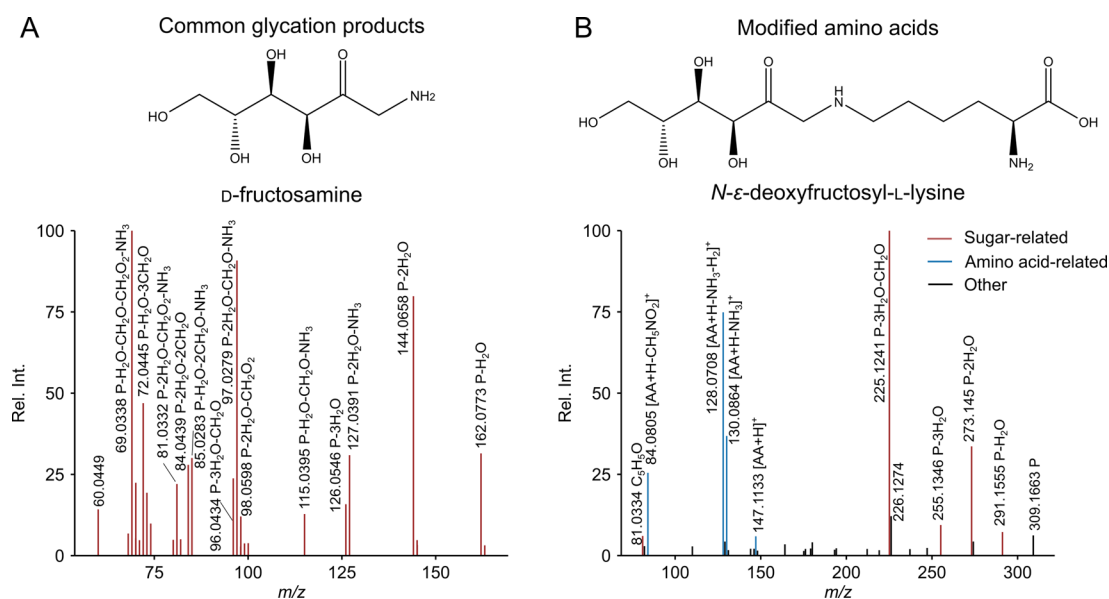 A
Common glycation products
OH
O
NH₂
HO
OH
OH
D-fructosamine
100
75
50
25
0
Rel. Int.
60.0449
69.0338 P-H₂O-CH₂O-CH₂O₂-NH₃
72.0445 P-H₂O-3CH₂O
81.0332 P-2H₂O-CH₂O₂-NH₃
84.0439 P-2H₂O-2CH₂O
85.0283 P-H₂O-2CH₂O-NH₃
96.0434 P-3H₂O-CH₂O
97.0279 P-2H₂O-CH₂O-NH₃
98.0598 P-2H₂O-CH₂O₂
115.0395 P-H₂O-CH₂O-NH₃
126.0546 P-3H₂O
127.0391 P-2H₂O-NH₃
144.0658 P-2H₂O
162.0773 P-H₂O
75
100
125
150
m/z
B
Modified amino acids
OH
O
O
H
N
HO
OH
OH
OH
NH₂
N-ε-deoxyfructosyl-L-lysine
100
75
50
25
0
Rel. Int.
81.0334 C₅H₅O
84.0805 [AA+H-CH₅NO₂]⁺
128.0708 [AA+H-NH₃-H₂]⁺
130.0864 [AA+H-NH₃]⁺
147.1133 [AA+H]⁺
225.1241 P-3H₂O-CH₂O
226.1274
255.1346 P-3H₂O
273.145 P-2H₂O
291.1555 P-H₂O
309.1663 P
Sugar-related
Amino acid-related
Other
100
150
200
250
300
m/z